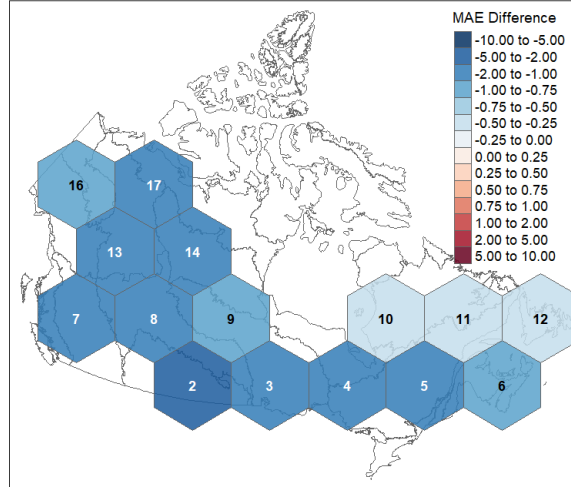 MAE Difference
-10.00 to -5.00
-5.00 to -2.00
-2.00 to -1.00
-1.00 to -0.75
-0.75 to -0.50
-0.50 to -0.25
-0.25 to 0.00
0.00 to 0.25
0.25 to 0.50
0.50 to 0.75
0.75 to 1.00
1.00 to 2.00
2.00 to 5.00
5.00 to 10.00
16 17
13 14
7 8 9 10 11 12
2 3 4 5 6